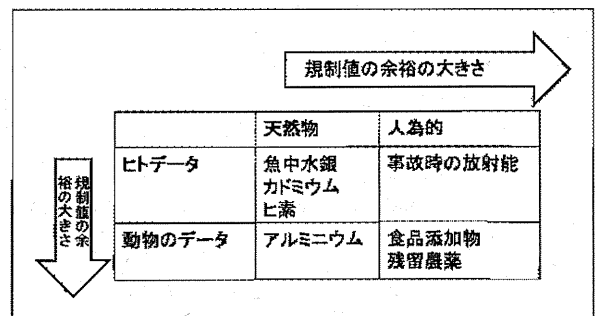 規制値の余裕の大きさ
天然物
人為的
ヒトデータ
魚中水銀
カドミウム
ヒ素
事故時の放射能
規制値の余
裕の大きさ
動物のデータ
アルミニウム
食品添加物
残留農薬